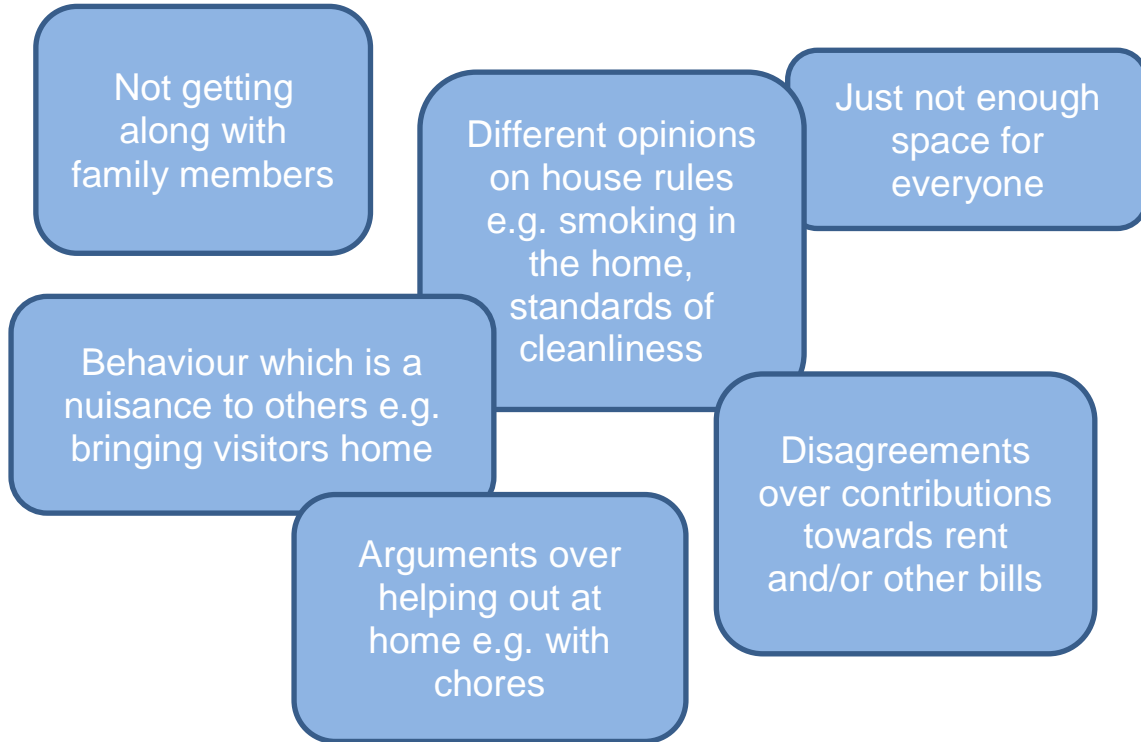 Not getting
along with
family members
Different opinions
on house rules
e.g. smoking in
the home,
standards of
cleanliness
Just not enough
space for
everyone
Behaviour which is a
nuisance to others e.g.
bringing visitors home
Disagreements
over contributions
towards rent
and/or other bills
Arguments over
helping out at
home e.g. with
chores